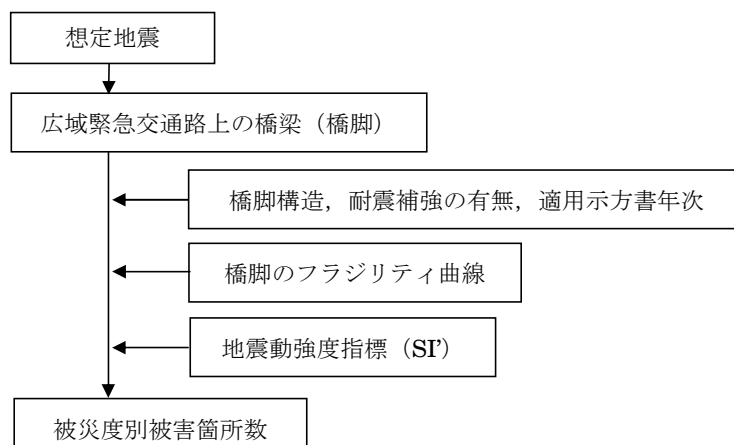 想定地震
広域緊急交通路上の橋梁（橋脚）
橋脚構造，耐震補強の有無，適用示方書年次
橋脚のフラジリティ曲線
地震動強度指標（SI’）
被災度別被害箇所数